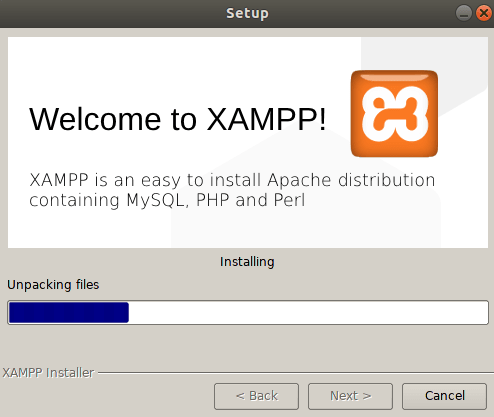 Setup
Welcome to XAMPP!
XAMPP is an easy to install Apache distribution
containing MySQL, PHP and Perl
Installing
Unpacking files
XAMPP Installer
< Back
Next >
Cancel